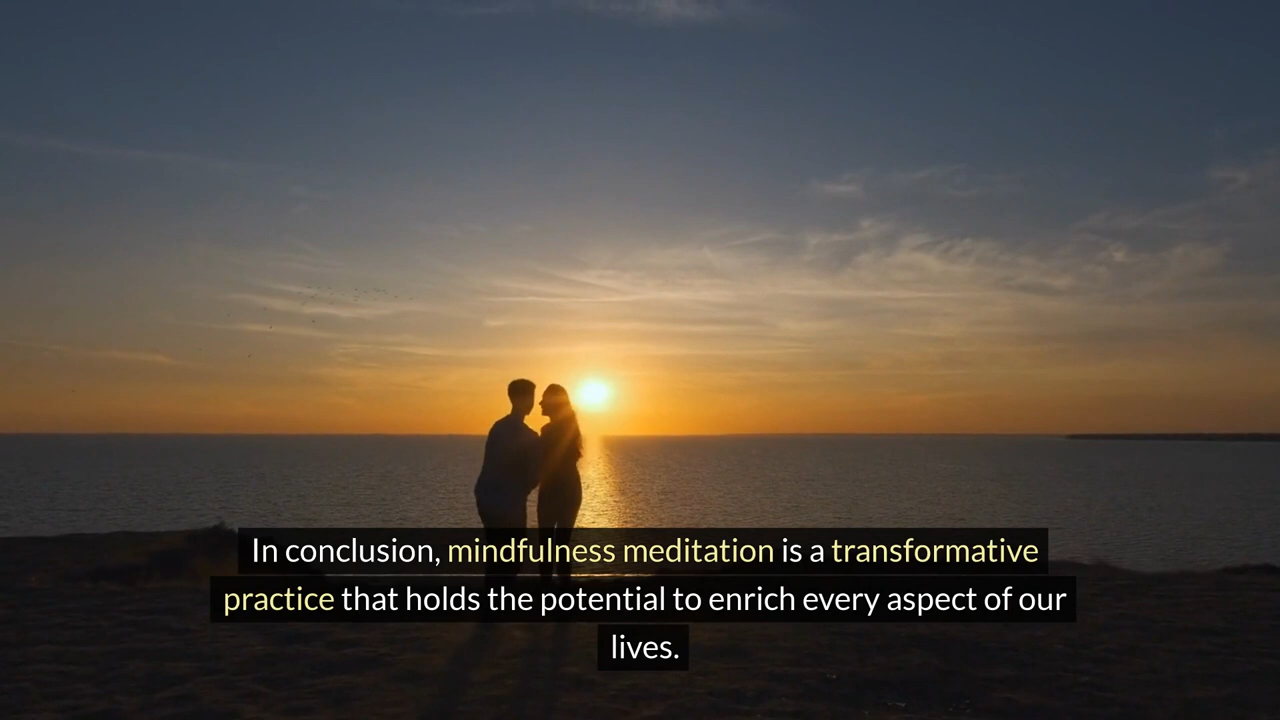 In conclusion, mindfulness meditation is a transformative
practice that holds the potential to enrich every aspect of our
lives.